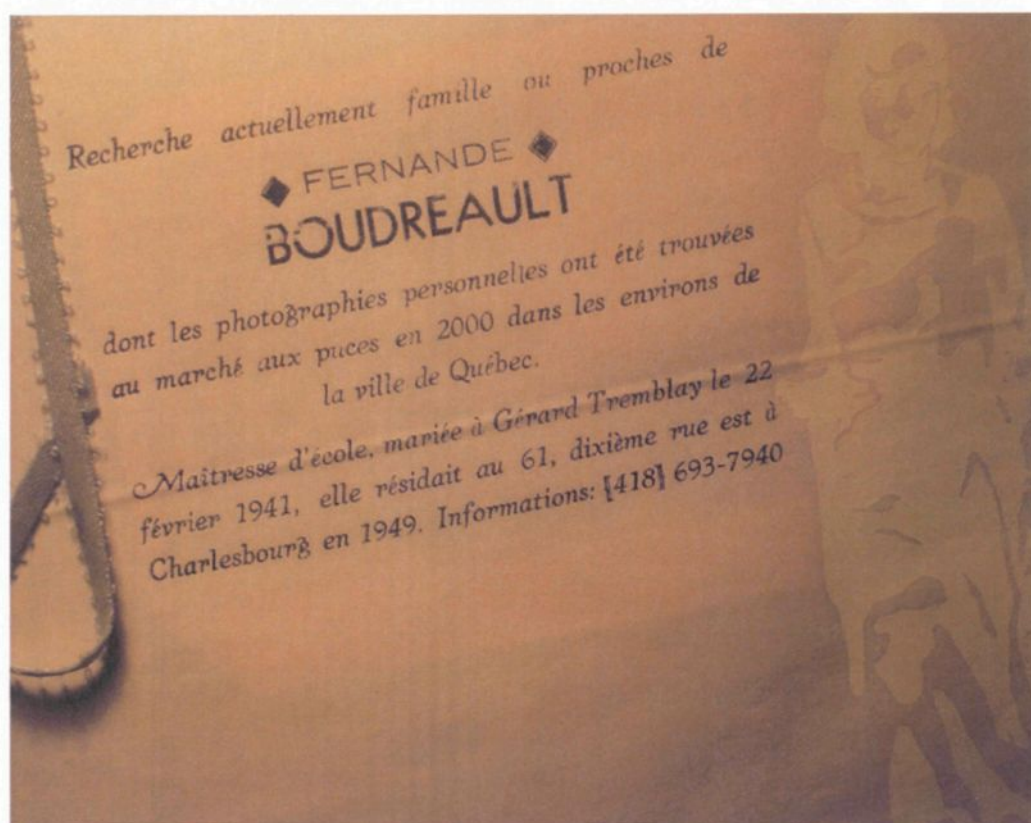 Recherche actuellement famille ou proches de
◆ FERNANDE ◆
BOUDREAULT
dont les photographies personnelles ont été trouvées
au marché aux puces en 2000 dans les environs de
la ville de Québec.
Maîtresse d'école, mariée à Gérard Tremblay le 22
février 1941, elle résidait au 61, dixième rue est à
Charlesbourg en 1949. Informations: [418] 693-7940